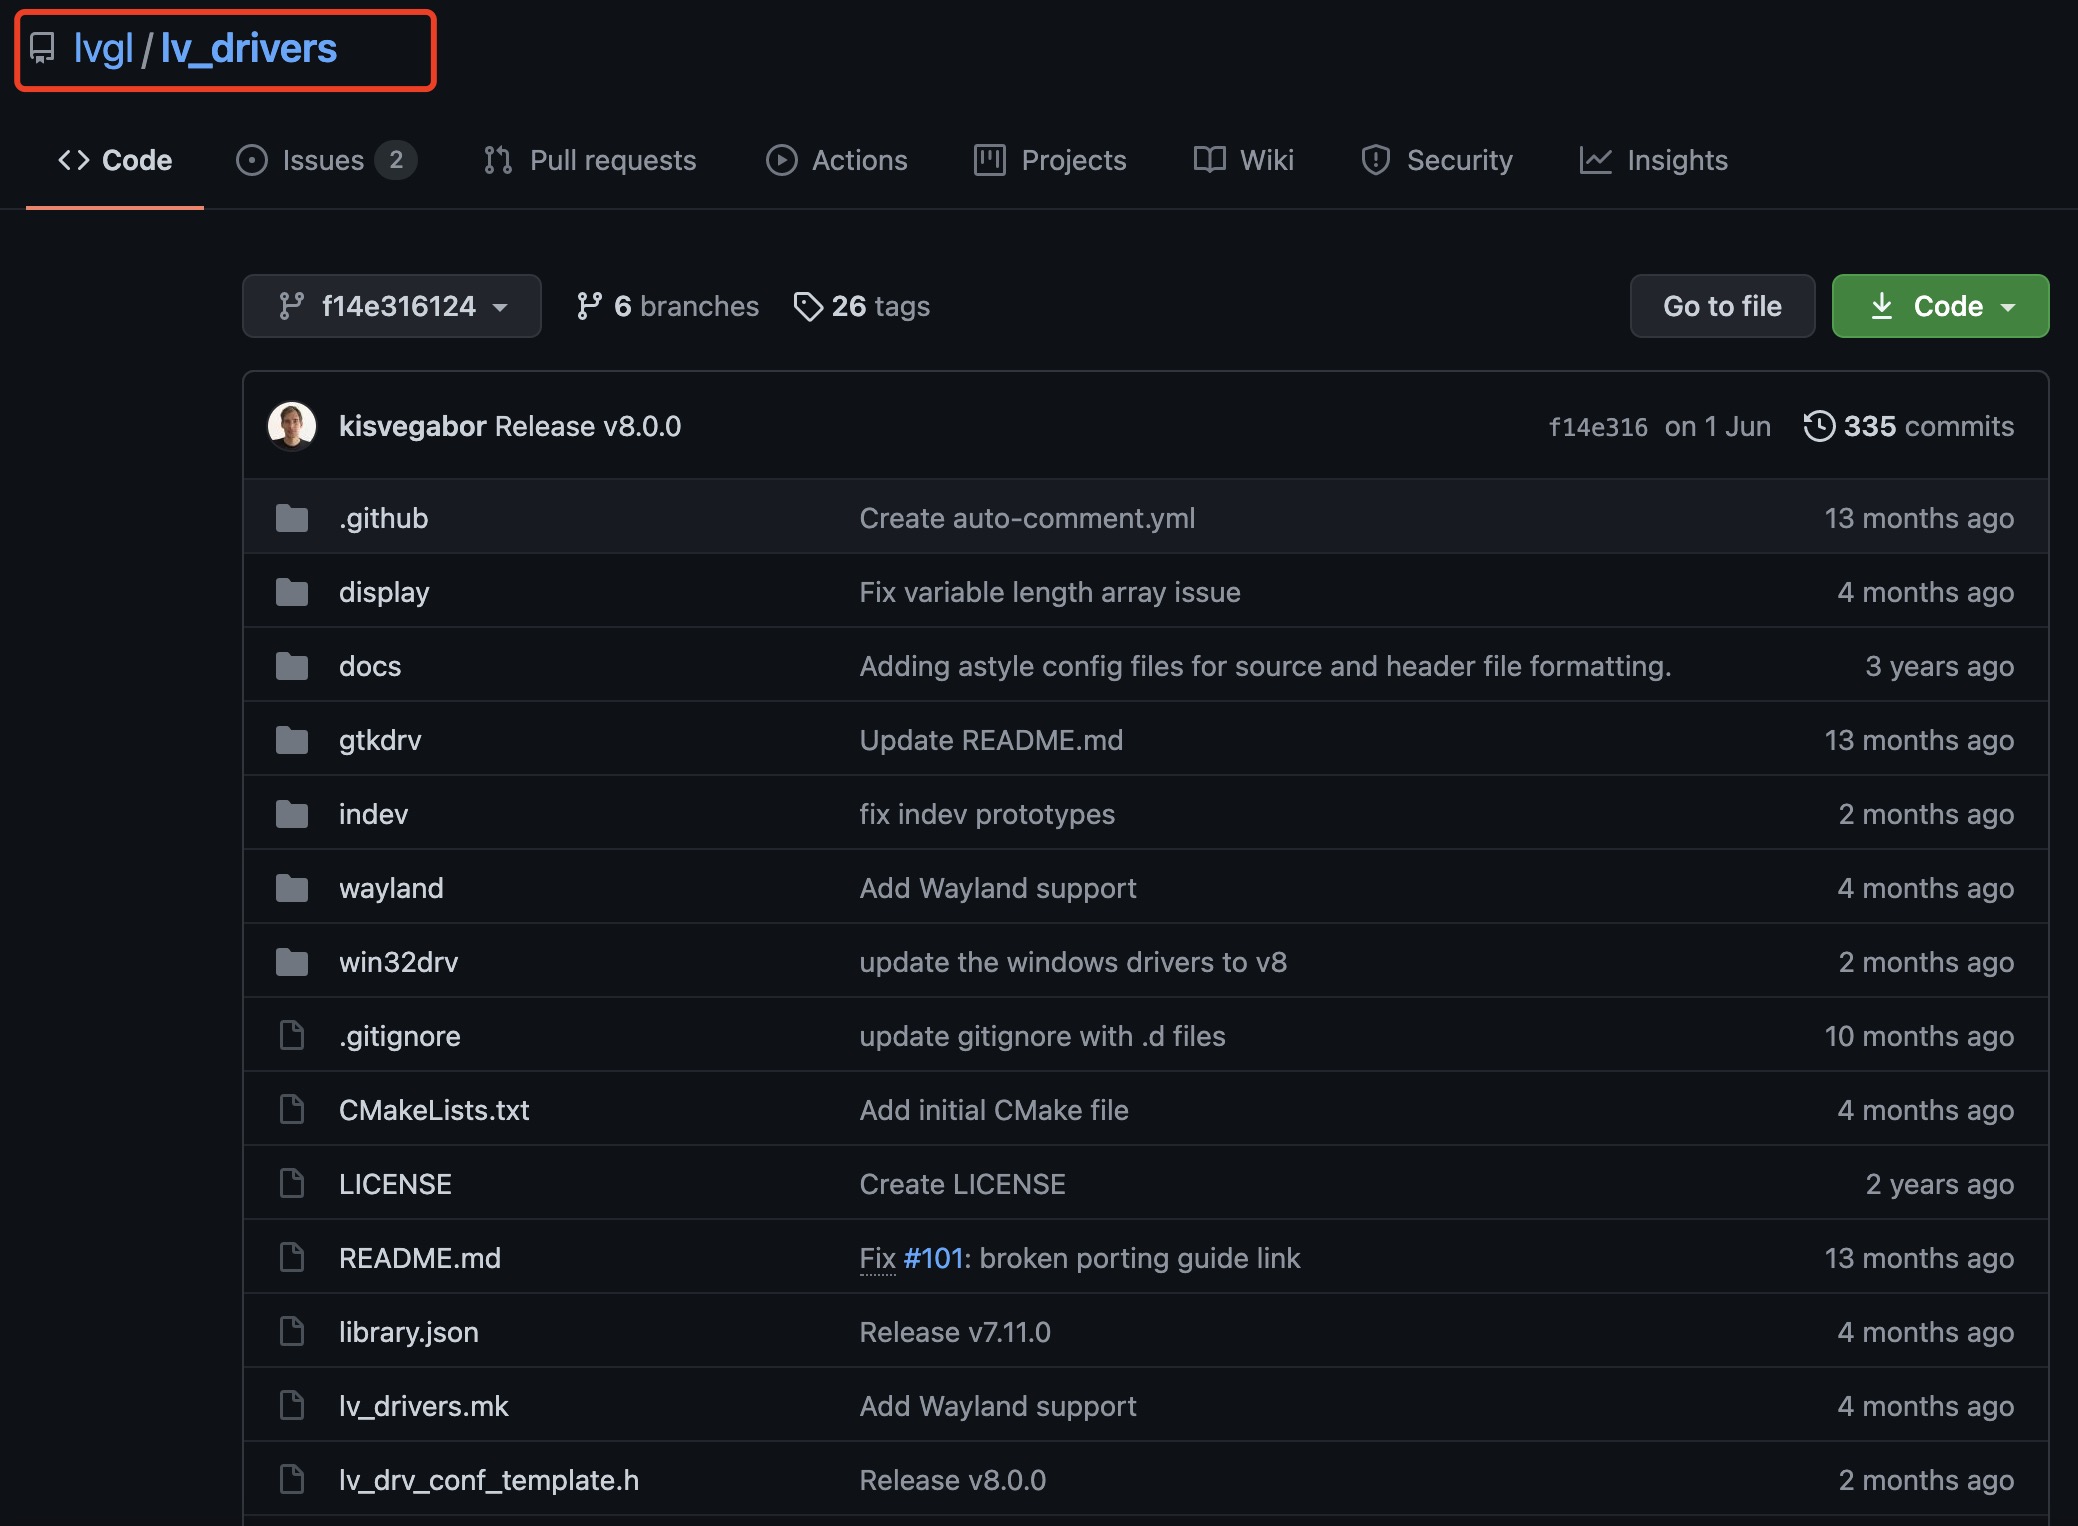 lvgl / lv_drivers
Code Issues 2 Pull requests Actions Projects Wiki Security Insights
f14e316124 6 branches 26 tags Go to file Code
kisvegabor Release v8.0.0 f14e316 on 1 Jun 335 commits
.github Create auto-comment.yml 13 months ago
display Fix variable length array issue 4 months ago
docs Adding astyle config files for source and header file formatting. 3 years ago
gtkdrv Update README.md 13 months ago
indev fix indev prototypes 2 months ago
wayland Add Wayland support 4 months ago
win32drv update the windows drivers to v8 2 months ago
.gitignore update gitignore with .d files 10 months ago
CMakeLists.txt Add initial CMake file 4 months ago
LICENSE Create LICENSE 2 years ago
README.md Fix #101: broken porting guide link 13 months ago
library.json Release v7.11.0 4 months ago
lv_drivers.mk Add Wayland support 4 months ago
lv_drv_conf_template.h Release v8.0.0 2 months ago